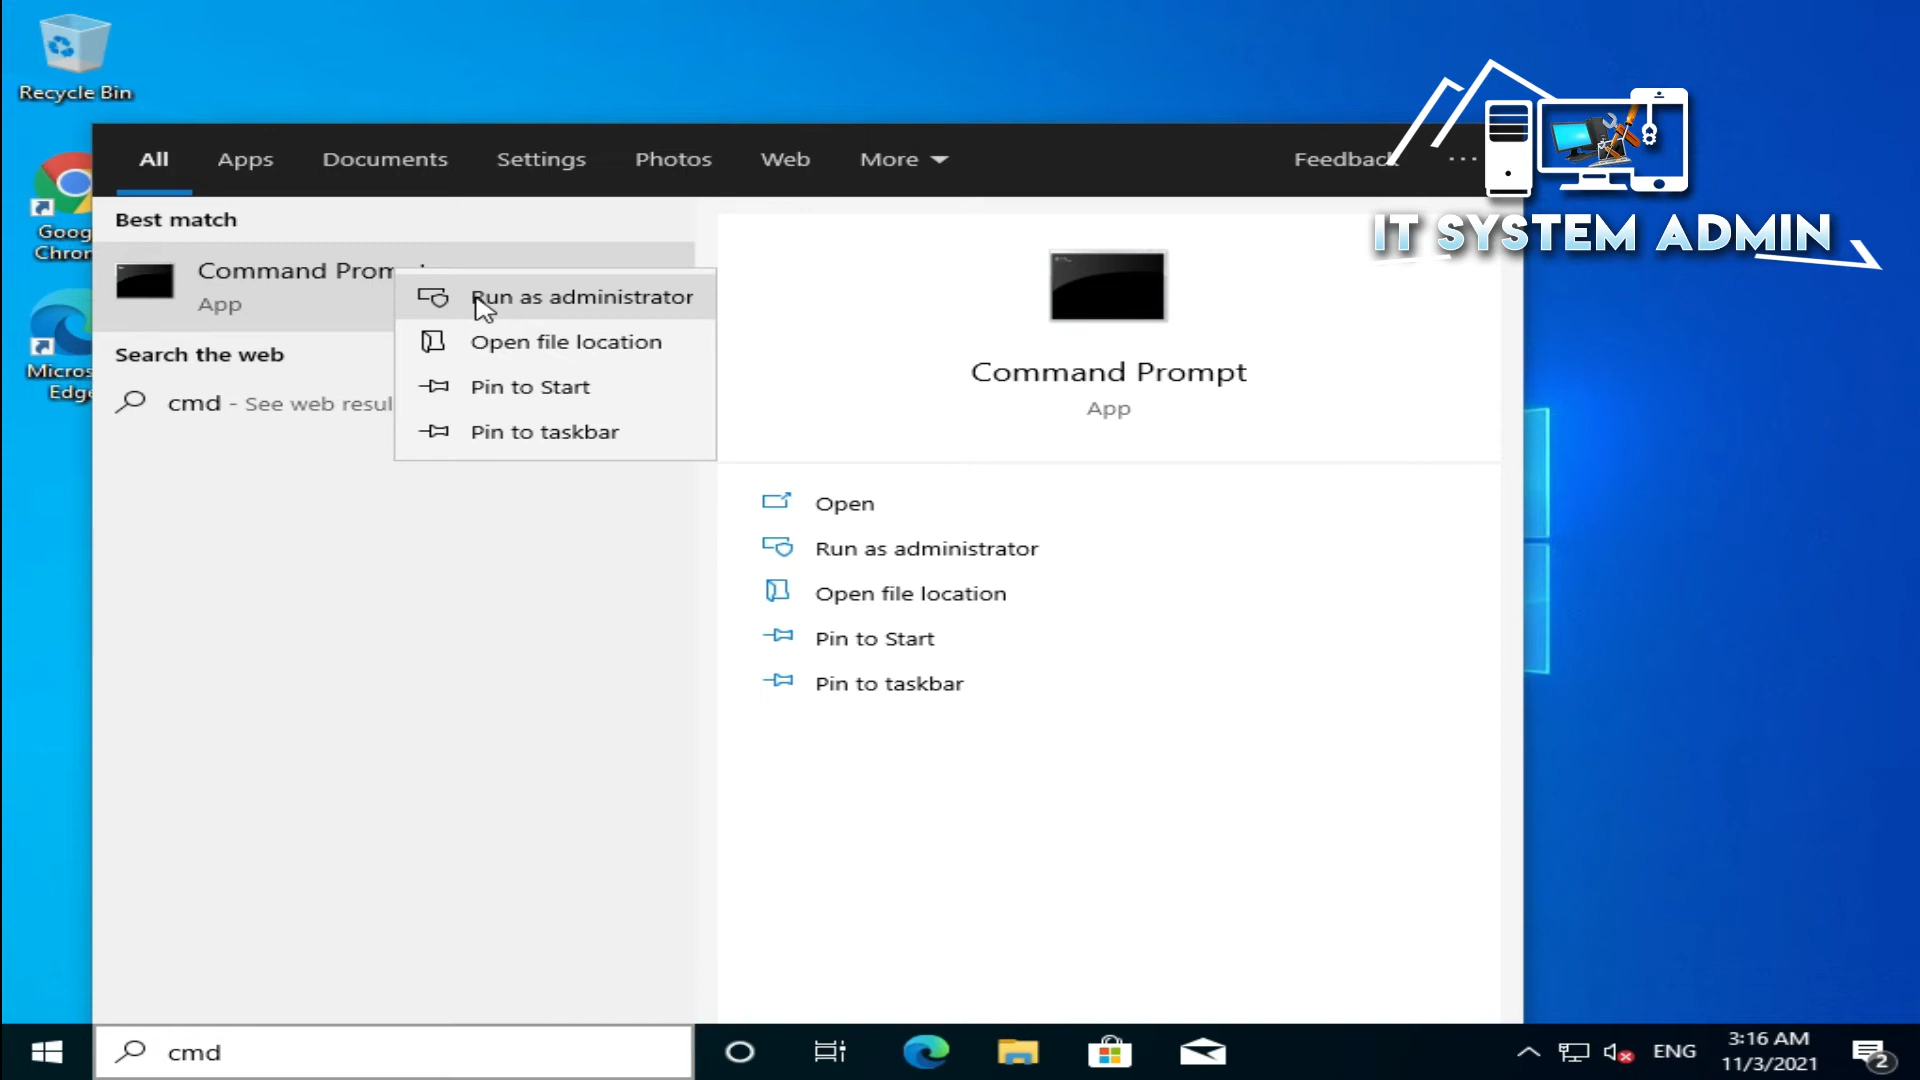 Recycle Bin
All Apps Documents Settings Photos Web More Feedback ...
IT SYSTEM ADMIN
Best match
Command Prompt
App
Run as administrator
Open file location
Pin to Start
Pin to taskbar
Search the web
cmd - See web resul
Goog
Chron
Micros
Edge
Command Prompt
App
Open
Run as administrator
Open file location
Pin to Start
Pin to taskbar
cmd
ENG
3:16 AM
11/3/2021
2